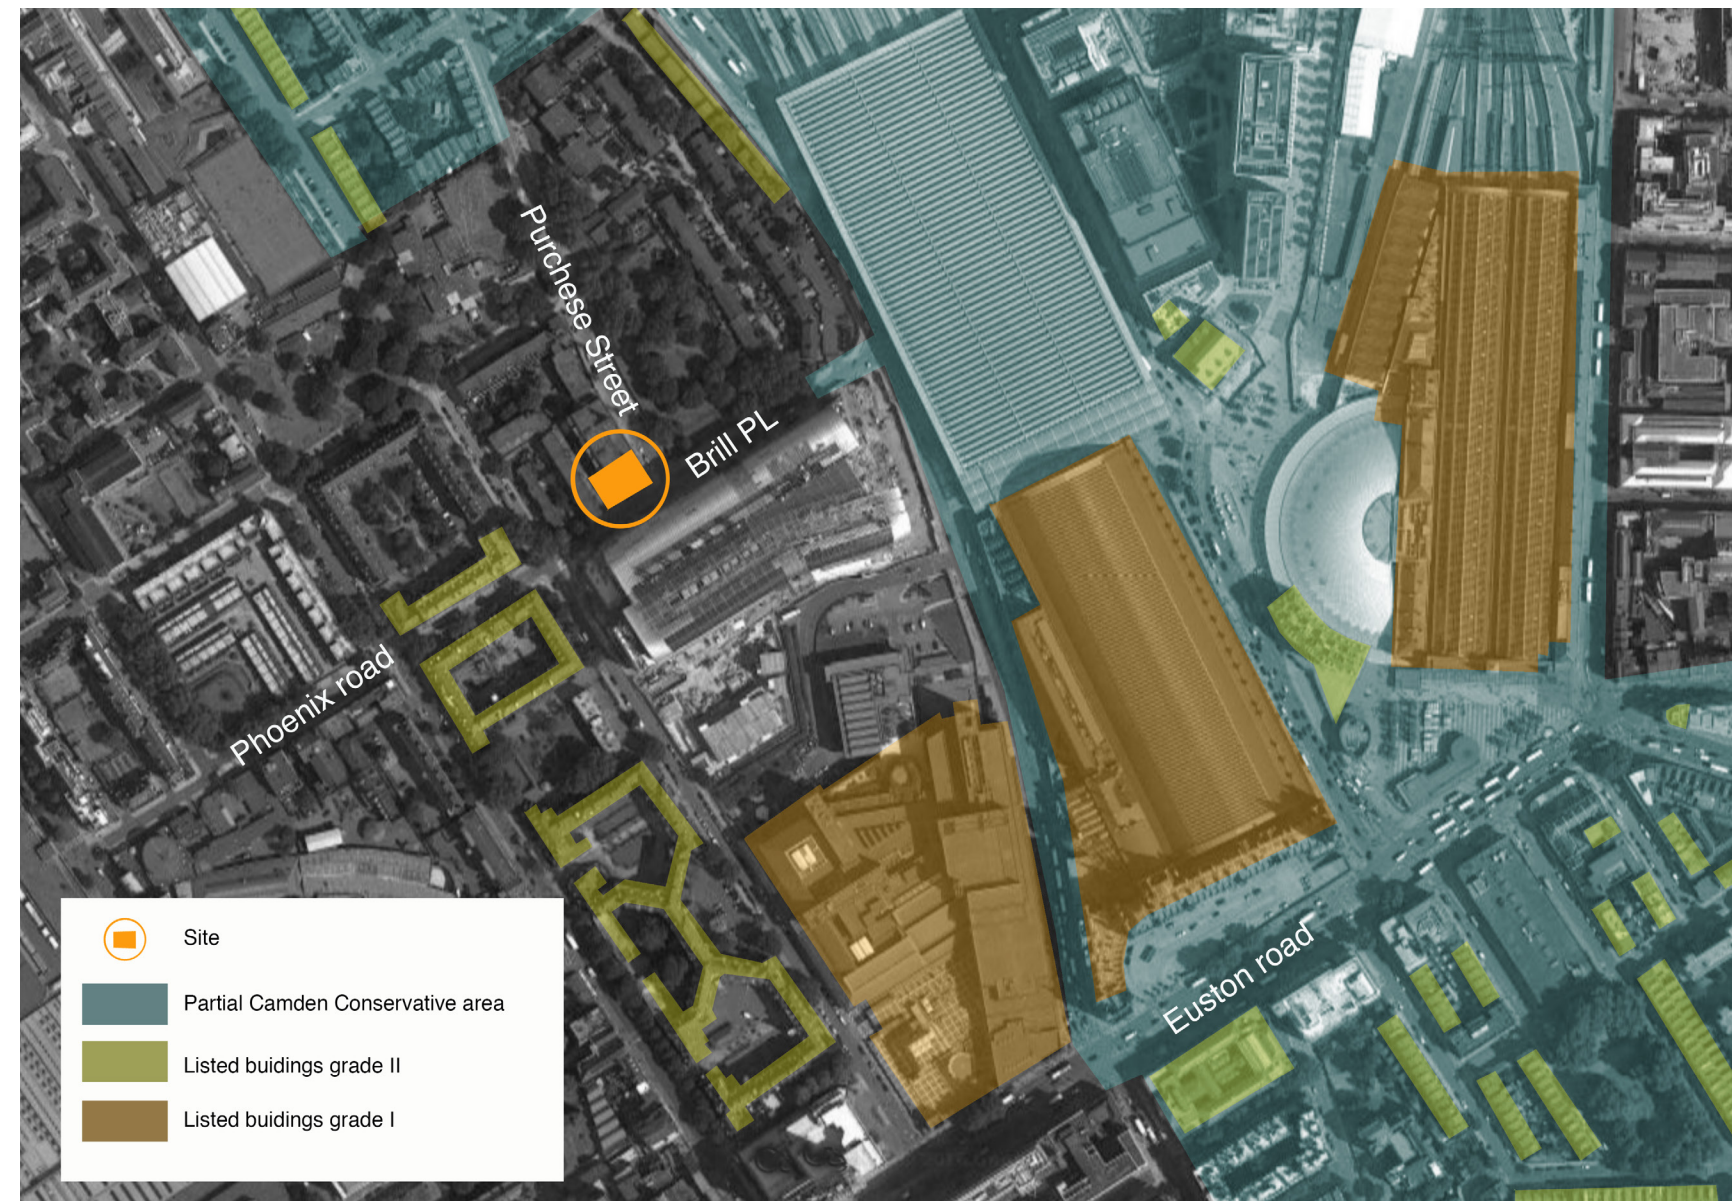 Purchese Street
Brill PL
Phoenix road
Euston road
Site
Partial Camden Conservative area
Listed buidings grade II
Listed buidings grade I